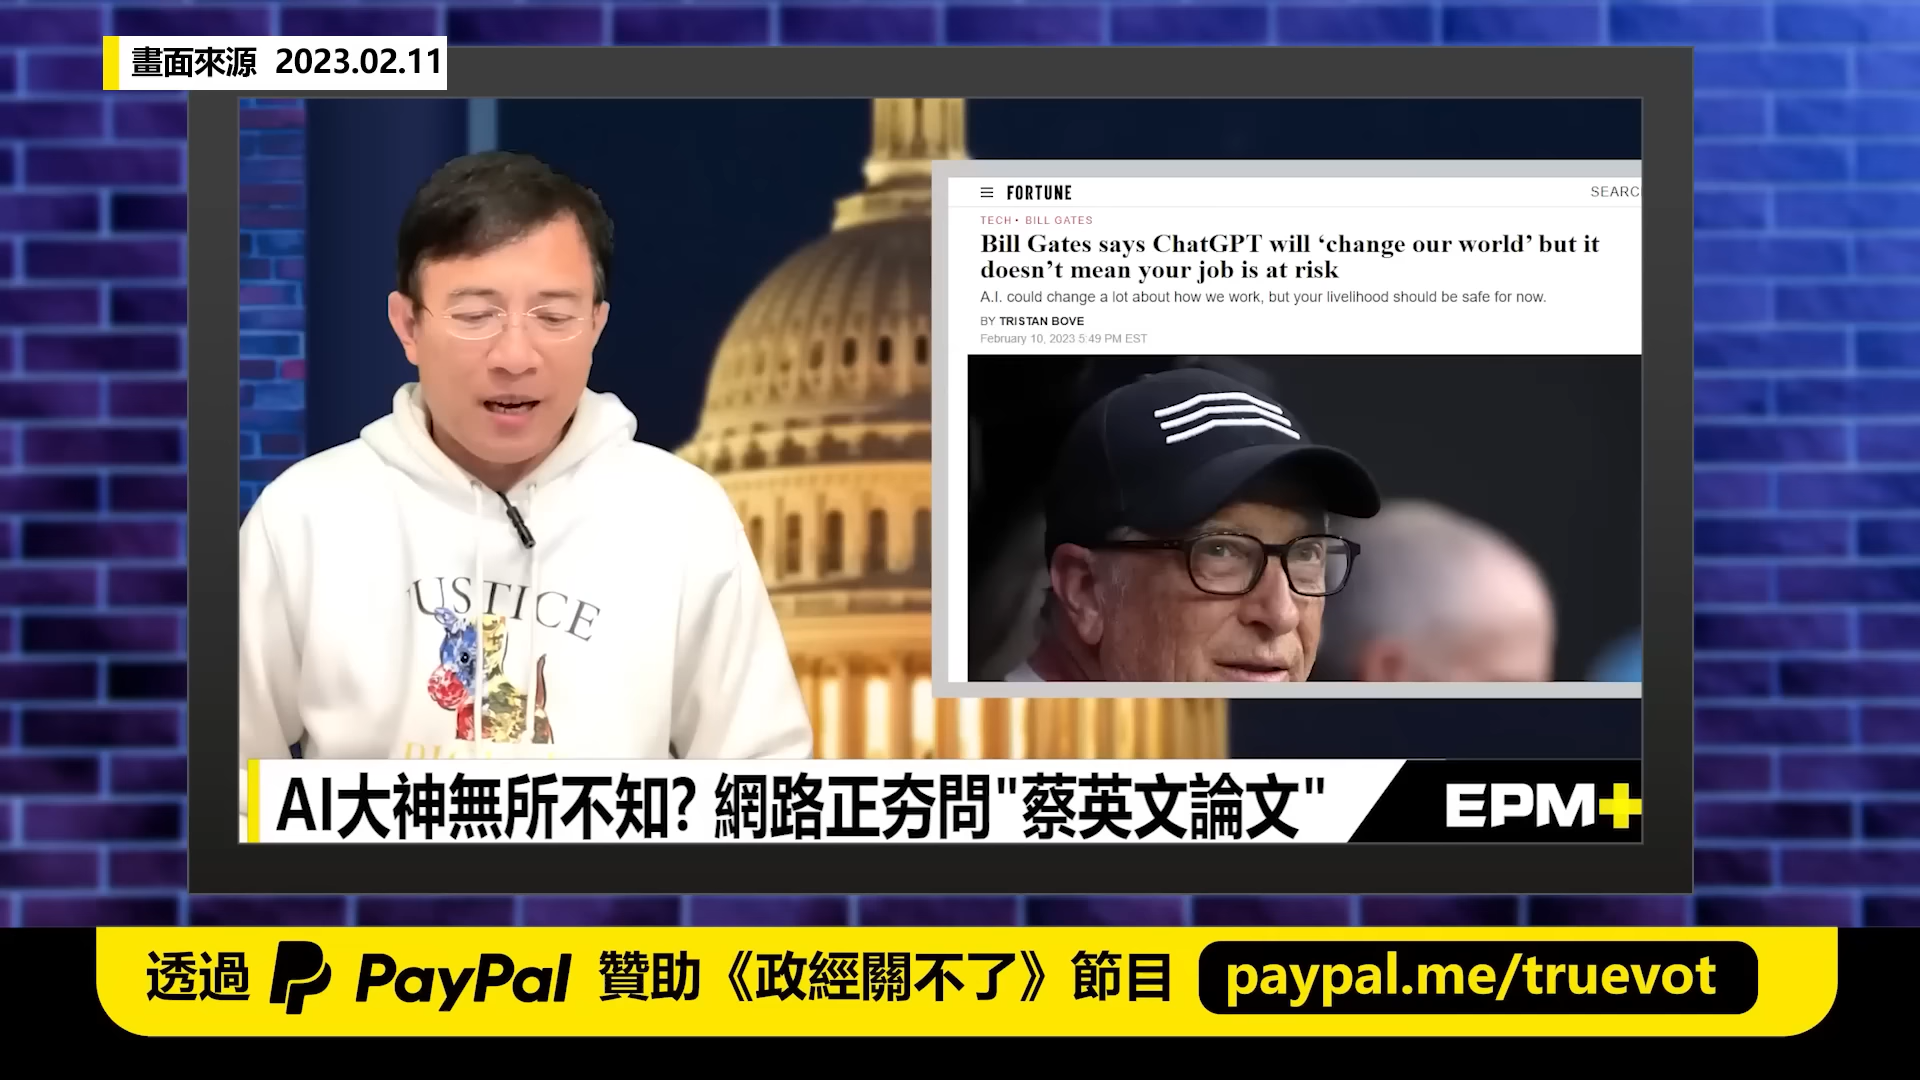 畫面來源 2023.02.11
FORTUNE
SEARC
TECH • BILL GATES
Bill Gates says ChatGPT will ‘change our world’ but it
doesn’t mean your job is at risk
A.I. could change a lot about how we work, but your livelihood should be safe for now.
BY TRISTAN BOVE
February 10, 2023 5:49 PM EST
JUSTICE
AI大神無所不知? 網路正夯問"蔡英文論文"
EPM+
透過 PayPal 贊助《政經關不了》節目 paypal.me/truevot